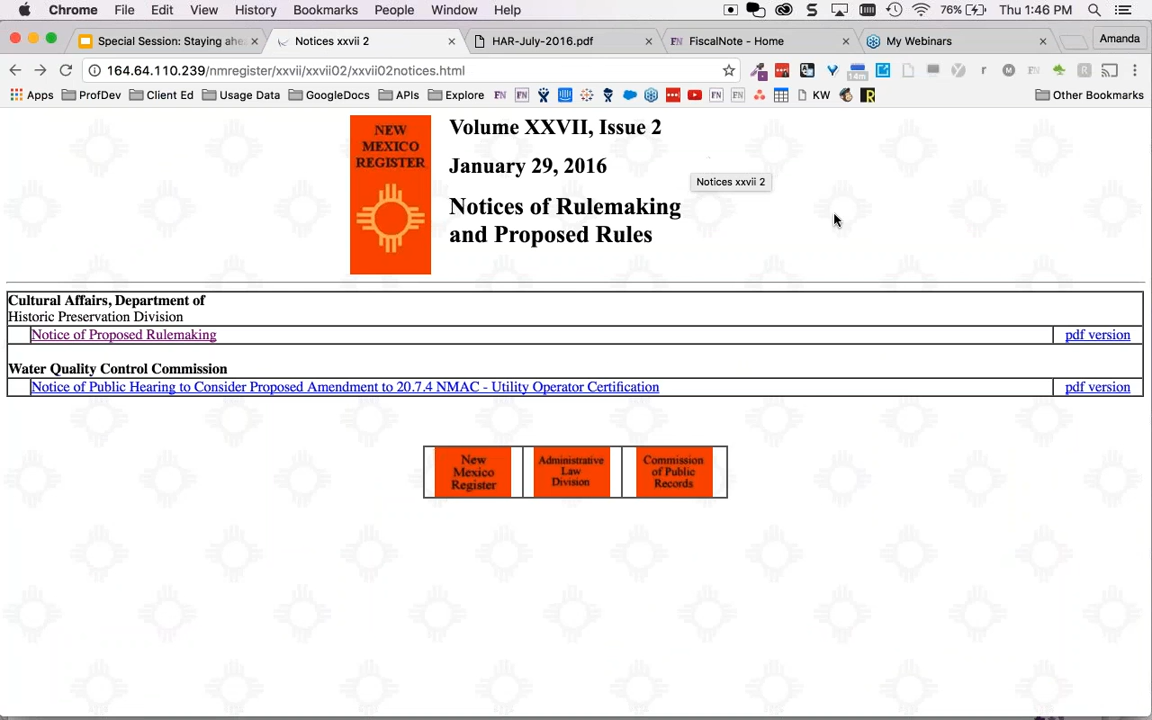 Chrome File Edit View History Bookmarks People Window Help 76% Thu 1:46 PM
Special Session: Staying ahe Notices xxvii 2 HAR-July-2016.pdf FiscalNote - Home My Webinars Amanda
164.64.110.239/nmregister/xxvii/xxvii02/xxvii02notices.html 14m
Apps ProfDev Client Ed Usage Data GoogleDocs APIs Explore FN FN FN FN KW Other Bookmarks
NEW
MEXICO
REGISTER
Volume XXVII, Issue 2
January 29, 2016
Notices xxvii 2
Notices of Rulemaking
and Proposed Rules
Cultural Affairs, Department of
Historic Preservation Division
Notice of Proposed Rulemaking pdf version
Water Quality Control Commission
Notice of Public Hearing to Consider Proposed Amendment to 20.7.4 NMAC - Utility Operator Certification pdf version
New
Mexico
Register
Administrative
Law
Division
Commission
of Public
Records